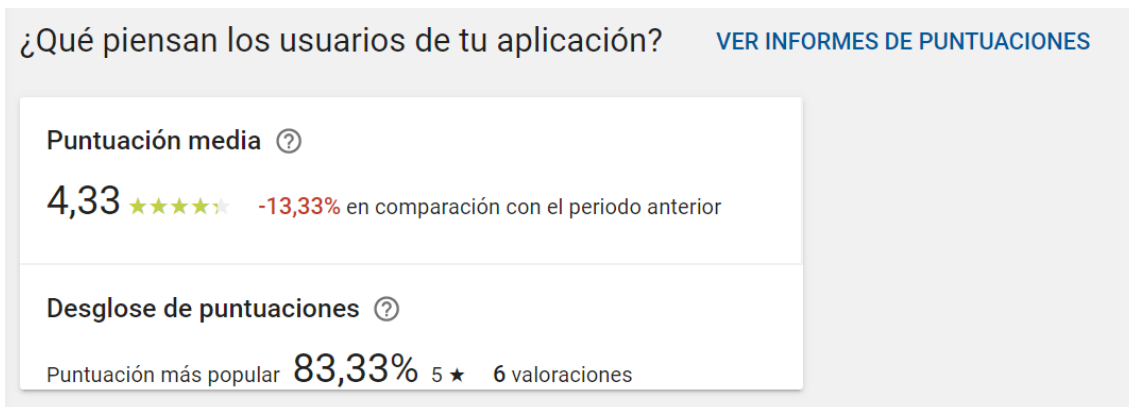 ¿Qué piensan los usuarios de tu aplicación? VER INFORMES DE PUNTUACIONES
Puntuación media
4,33 ★★★★★ -13,33% en comparación con el periodo anterior
Desglose de puntuaciones
Puntuación más popular 83,33% 5 ★ 6 valoraciones